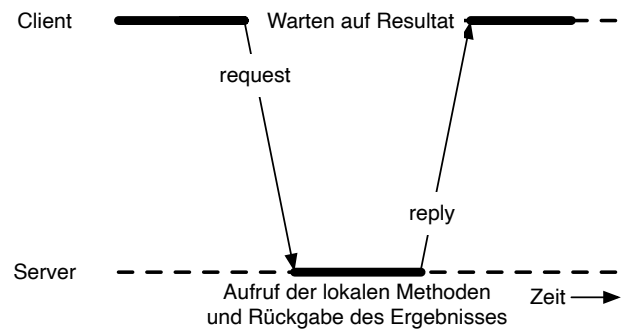 Client
Warten auf Resultat
request
reply
Server
Aufruf der lokalen Methoden
und Rückgabe des Ergebnisses
Zeit